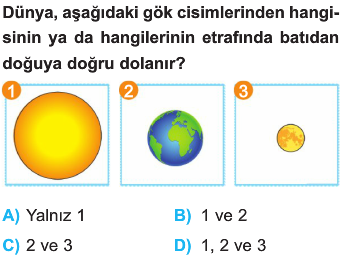 Dünya, aşağıdaki gök cisimlerinden hangi-
sinin ya da hangilerinin etrafında batıdan
doğuya doğru dolanır?
1 2 3
A) Yalnız 1 B) 1 ve 2
C) 2 ve 3 D) 1, 2 ve 3